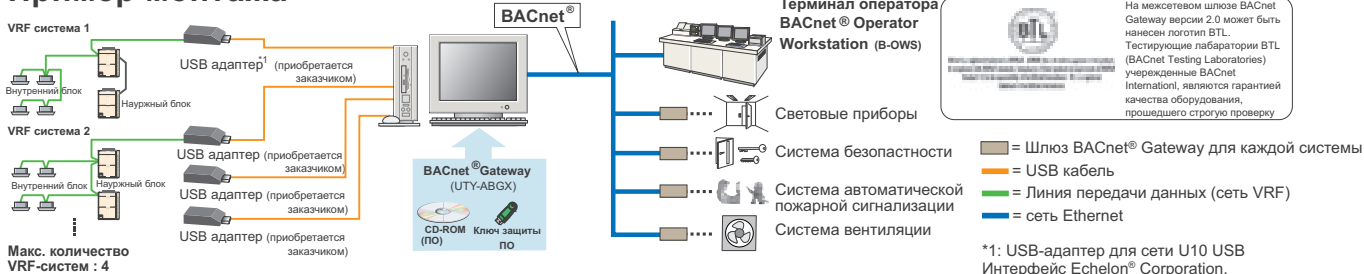 VRF система 1
Внутренний блок
Науржный блок
USB адаптер*1 (приобретается
заказчиком)
VRF система 2
Внутренний блок
Науржный блок
USB адаптер (приобретается
заказчиком)
USB адаптер (приобретается
заказчиком)
USB адаптер (приобретается
заказчиком)
Макс. количество
VRF-систем : 4
BACnet®
BACnet ®Gateway
(UTY-ABGX)
CD-ROM
(ПО)
Ключ защиты
ПО
Терминал оператора
BACnet ® Operator
Workstation (B-OWS)
Световые приборы
Система безопастности
Система автоматической
пожарной сигнализации
Система вентиляции
BTL
На межсетевом шлюзе BACnet
Gateway версии 2.0 может быть
нанесен логотип BTL.
Тестирующие лабаратории BTL
(BACnet Testing Laboratories)
учережденные BACnet
Internationl, являются гарантией
качества оборудования,
прошедшего строгую проверку
= Шлюз BACnet® Gateway для каждой системы
= USB кабель
= Линия передачи данных (сеть VRF)
= сеть Ethernet
*1: USB-адаптер для сети U10 USB
Интерфейс Echelon® Corporation.